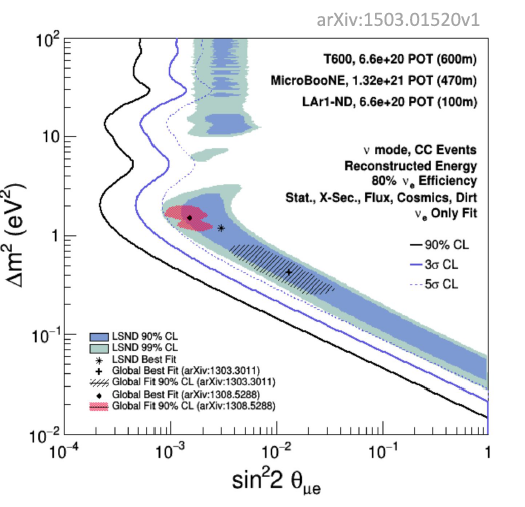 arXiv:1503.01520v1
10²
10
1
10⁻¹
10⁻²
Δm² (eV²)
T600, 6.6e+20 POT (600m)
MicroBooNE, 1.32e+21 POT (470m)
LAr1-ND, 6.6e+20 POT (100m)
ν mode, CC Events
Reconstructed Energy
80% νₑ Efficiency
Stat., X-Sec., Flux, Cosmics, Dirt
νₑ Only Fit
90% CL
3σ CL
5σ CL
LSND 90% CL
LSND 99% CL
LSND Best Fit
Global Best Fit (arXiv:1303.3011)
Global Fit 90% CL (arXiv:1303.3011)
Global Best Fit (arXiv:1308.5288)
Global Fit 90% CL (arXiv:1308.5288)
10⁻⁴ 10⁻³ 10⁻² 10⁻¹ 1
sin²2 θμe